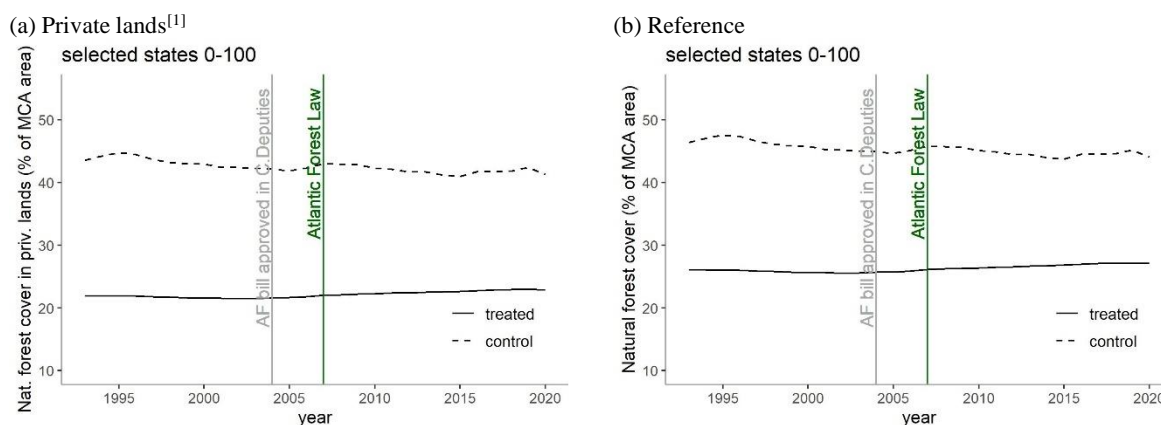 (a) Private lands[1]
selected states 0-100
Nat. forest cover in priv. lands (% of MCA area)
50
40
30
20
10
AF bill approved in C.Deputies
Atlantic Forest Law
treated
control
1995
2000
2005
2010
2015
2020
year
(b) Reference
selected states 0-100
Natural forest cover (% of MCA area)
50
40
30
20
10
AF bill approved in C.Deputies
Atlantic Forest Law
treated
control
1995
2000
2005
2010
2015
2020
year